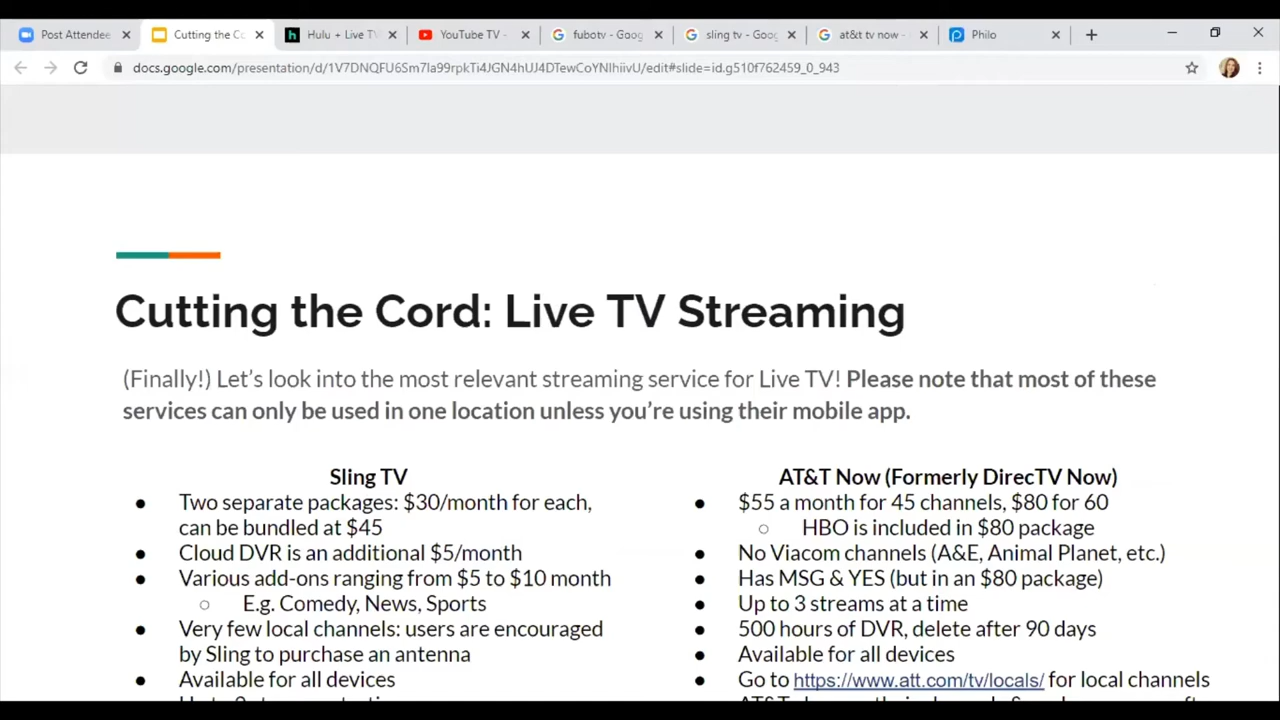 Post Attendee
Cutting the Co
Hulu + Live TV
YouTube TV -
fubotv - Goog
sling tv - Goog
at&t tv now -
Philo
docs.google.com/presentation/d/1V7DNQFU6Sm7la99rpkTi4JGN4hUJ4DTewCoYNlhiivU/edit#slide=id.g510f762459_0_943
Cutting the Cord: Live TV Streaming
(Finally!) Let's look into the most relevant streaming service for Live TV! Please note that most of these
services can only be used in one location unless you're using their mobile app.
Sling TV
● Two separate packages: $30/month for each,
can be bundled at $45
● Cloud DVR is an additional $5/month
● Various add-ons ranging from $5 to $10 month
○ E.g. Comedy, News, Sports
● Very few local channels: users are encouraged
by Sling to purchase an antenna
● Available for all devices
AT&T Now (Formerly DirecTV Now)
● $55 a month for 45 channels, $80 for 60
○ HBO is included in $80 package
● No Viacom channels (A&E, Animal Planet, etc.)
● Has MSG & YES (but in an $80 package)
● Up to 3 streams at a time
● 500 hours of DVR, delete after 90 days
● Available for all devices
● Go to https://www.att.com/tv/locals/ for local channels